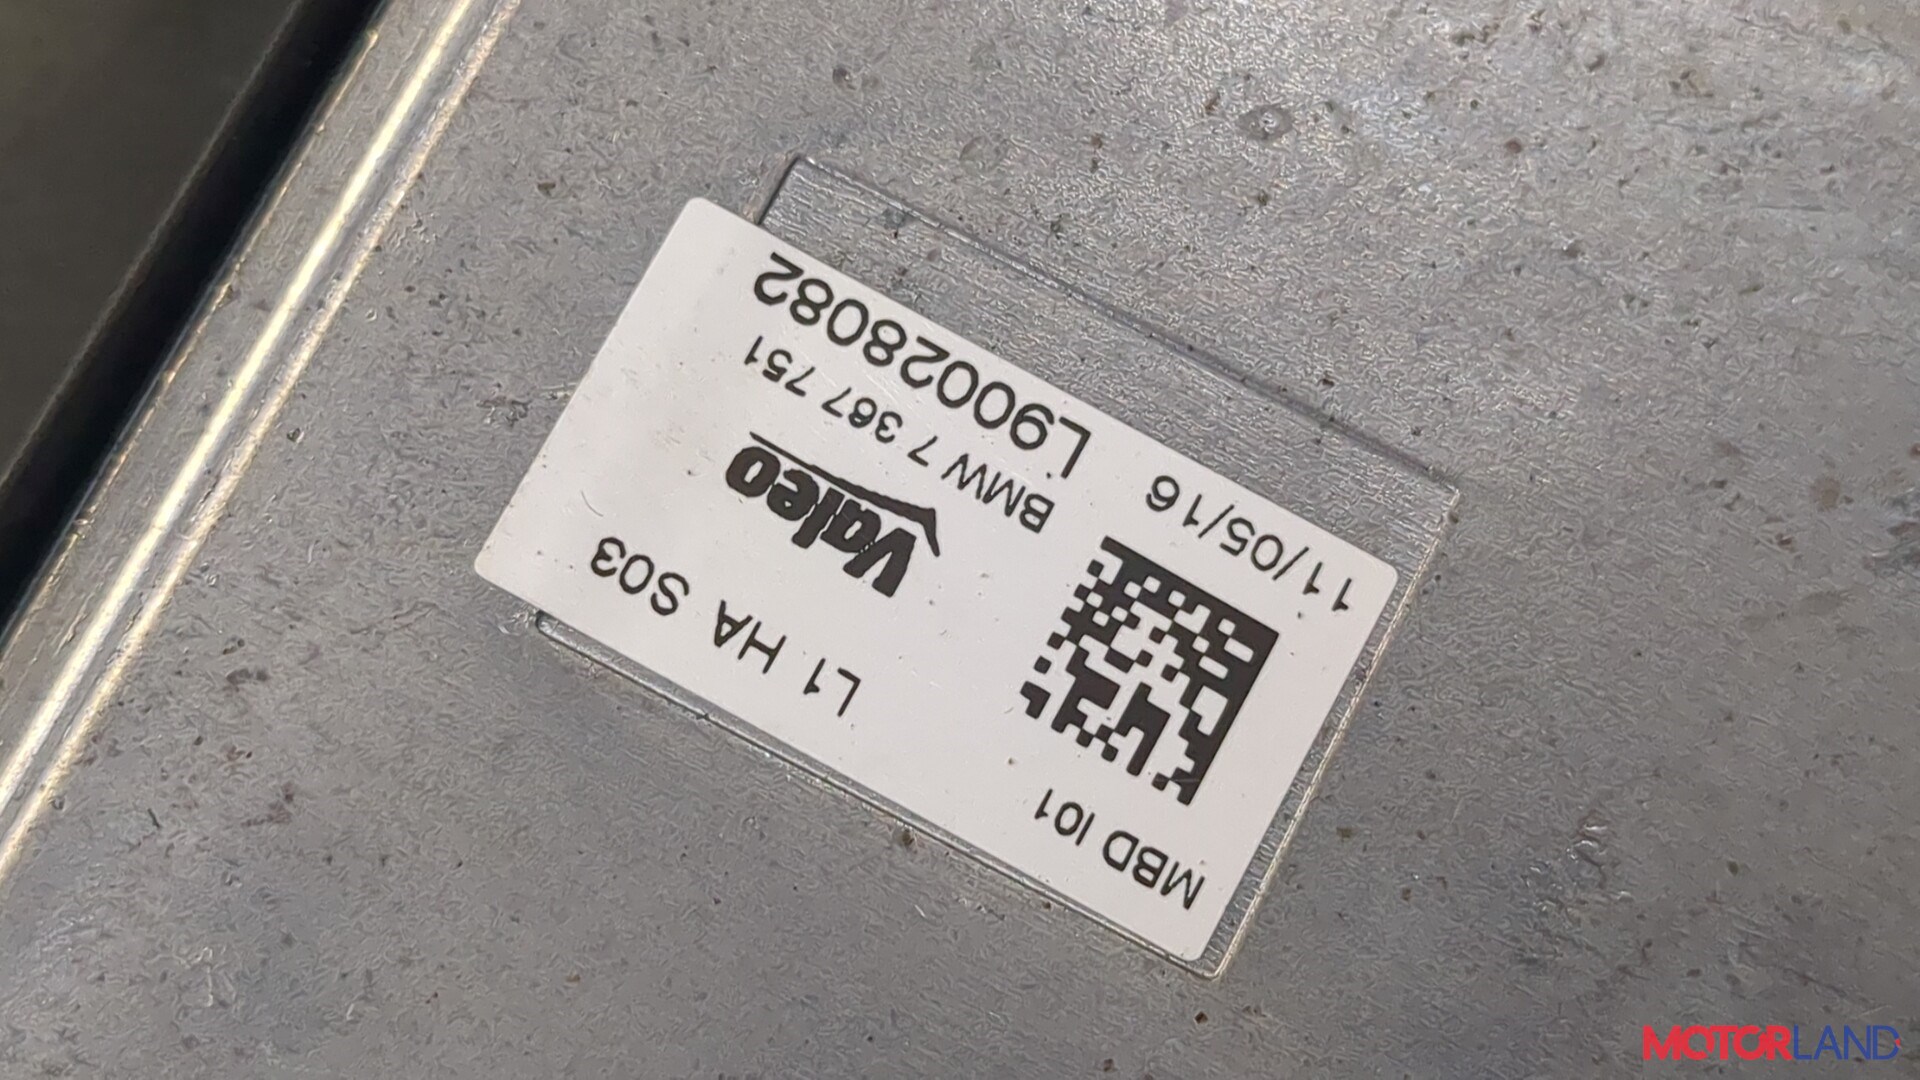 MBD I01
L1 HA S03
Valeo
BMW 7 367 751
11/05/16
L90028082
MOTORLAND